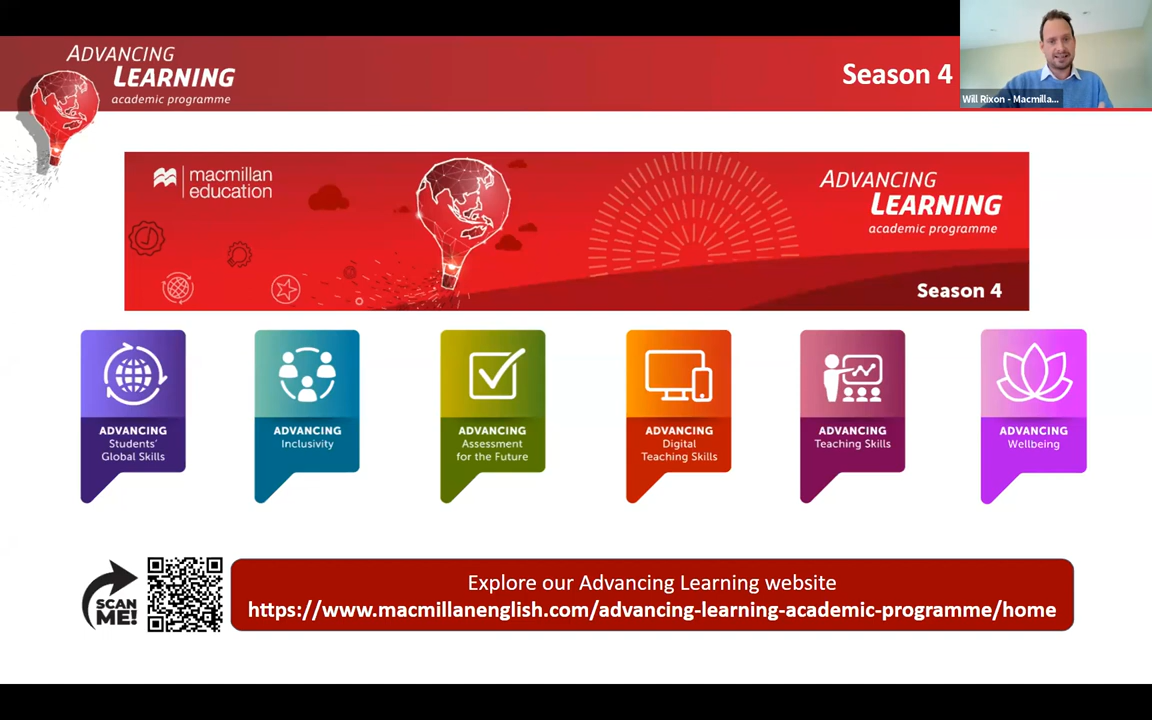 ADVANCING
LEARNING
academic programme
Season 4
Will Rixon - Macmilla...
macmillan
education
ADVANCING
LEARNING
academic programme
Season 4
ADVANCING
Students'
Global Skills
ADVANCING
Inclusivity
ADVANCING
Assessment
for the Future
ADVANCING
Digital
Teaching Skills
ADVANCING
Teaching Skills
ADVANCING
Wellbeing
SCAN
ME!
Explore our Advancing Learning website
https://www.macmillanenglish.com/advancing-learning-academic-programme/home